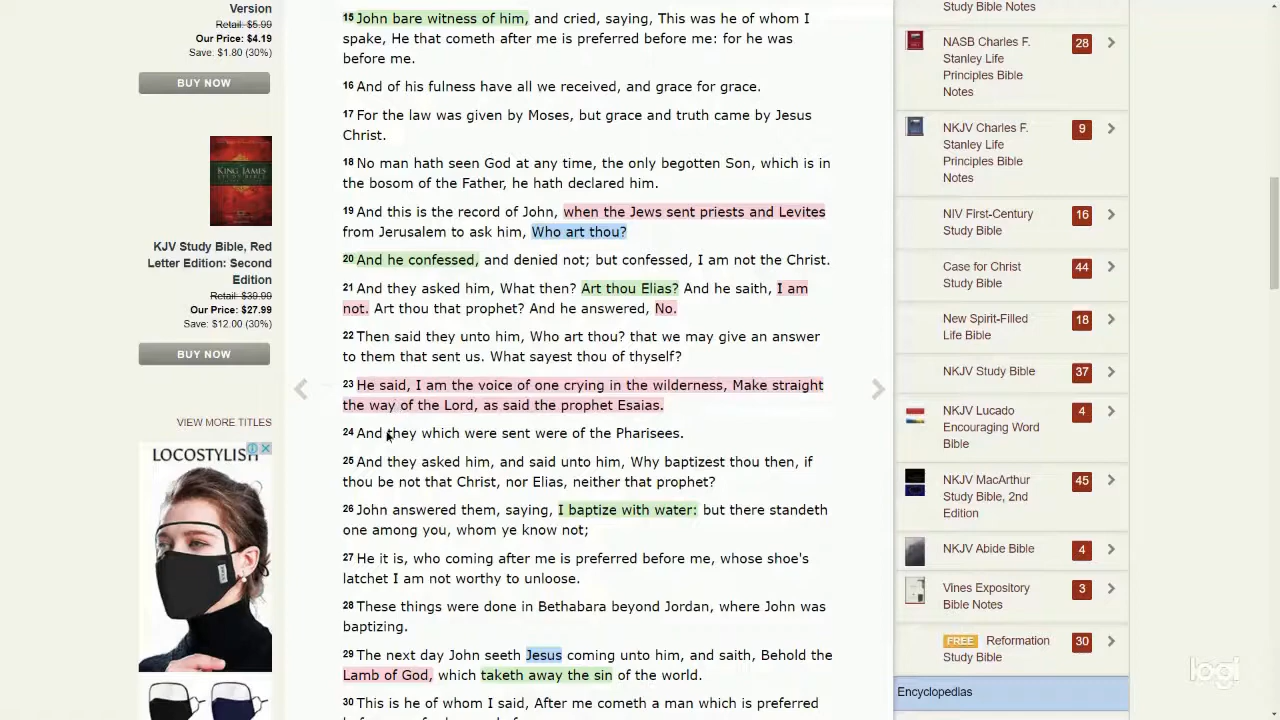 Version
Retail: $5.99
Our Price: $4.19
Save: $1.80 (30%)
BUY NOW
KING JAMES
STUDY BIBLE
KJV Study Bible, Red
Letter Edition: Second
Edition
Retail: $39.99
Our Price: $27.99
Save: $12.00 (30%)
BUY NOW
VIEW MORE TITLES
LOCOSTYLISH
15 John bare witness of him, and cried, saying, This was he of whom I
spake, He that cometh after me is preferred before me: for he was
before me.
16 And of his fulness have all we received, and grace for grace.
17 For the law was given by Moses, but grace and truth came by Jesus
Christ.
18 No man hath seen God at any time, the only begotten Son, which is in
the bosom of the Father, he hath declared him.
19 And this is the record of John, when the Jews sent priests and Levites
from Jerusalem to ask him, Who art thou?
20 And he confessed, and denied not; but confessed, I am not the Christ.
21 And they asked him, What then? Art thou Elias? And he saith, I am
not. Art thou that prophet? And he answered, No.
22 Then said they unto him, Who art thou? that we may give an answer
to them that sent us. What sayest thou of thyself?
23 He said, I am the voice of one crying in the wilderness, Make straight
the way of the Lord, as said the prophet Esaias.
24 And they which were sent were of the Pharisees.
25 And they asked him, and said unto him, Why baptizest thou then, if
thou be not that Christ, nor Elias, neither that prophet?
26 John answered them, saying, I baptize with water: but there standeth
one among you, whom ye know not;
27 He it is, who coming after me is preferred before me, whose shoe's
latchet I am not worthy to unloose.
28 These things were done in Bethabara beyond Jordan, where John was
baptizing.
29 The next day John seeth Jesus coming unto him, and saith, Behold the
Lamb of God, which taketh away the sin of the world.
30 This is he of whom I said, After me cometh a man which is preferred
Study Bible Notes
NASB Charles F.
Stanley Life
Principles Bible
Notes
28
NKJV Charles F.
Stanley Life
Principles Bible
Notes
9
NIV First-Century
Study Bible
16
Case for Christ
Study Bible
44
New Spirit-Filled
Life Bible
18
NKJV Study Bible
37
NKJV Lucado
Encouraging Word
Bible
4
NKJV MacArthur
Study Bible, 2nd
Edition
45
NKJV Abide Bible
4
Vines Expository
Bible Notes
3
FREE Reformation
Study Bible
30
Encyclopedias
logi